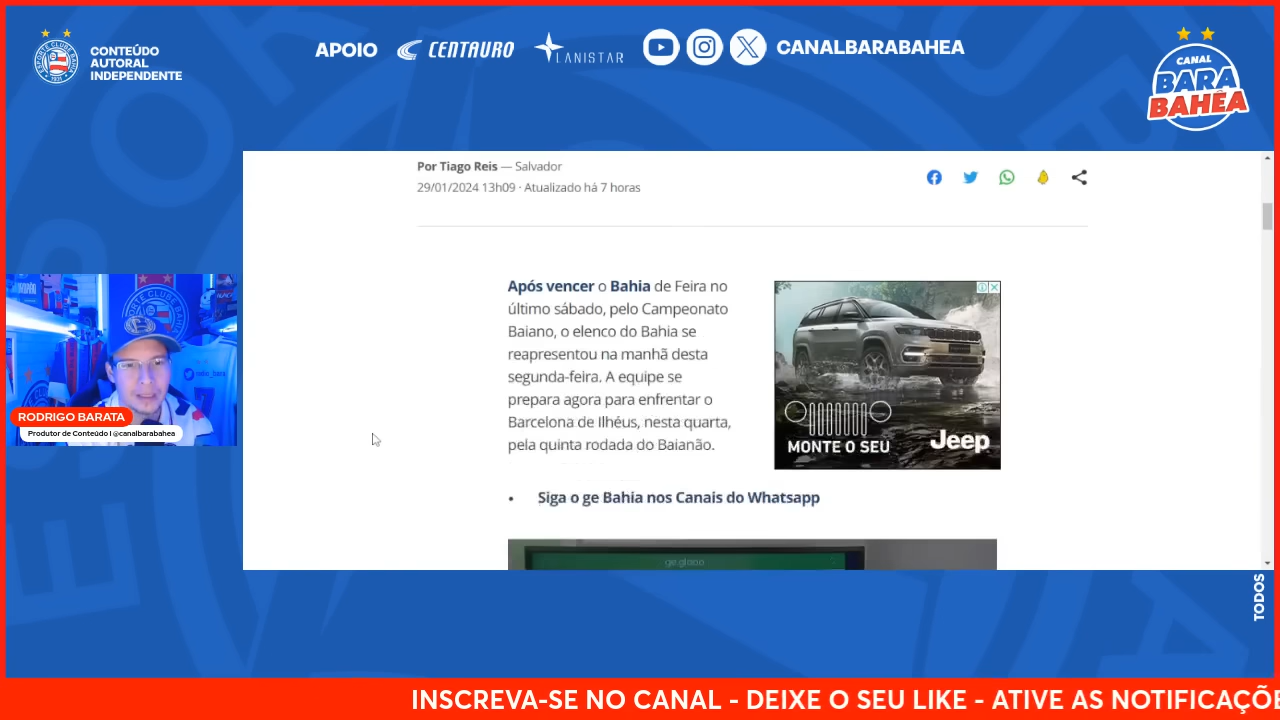 CONTEÚDO
AUTORAL
INDEPENDENTE
APOIO
CENTAURO
LANISTAR
CANALBARABAHEA
CANAL
BARA
BAHÊA
Por Tiago Reis — Salvador
29/01/2024 13h09 · Atualizado há 7 horas
Após vencer o Bahia de Feira no
último sábado, pelo Campeonato
Baiano, o elenco do Bahia se
reapresentou na manhã desta
segunda-feira. A equipe se
prepara agora para enfrentar o
Barcelona de Ilhéus, nesta quarta,
pela quinta rodada do Baianão.
MONTE O SEU
Jeep
• Siga o ge Bahia nos Canais do Whatsapp
ge.globo
RODRIGO BARATA
Produtor de Conteúdo | @canalbarabahea
TODOS
INSCREVA-SE NO CANAL - DEIXE O SEU LIKE - ATIVE AS NOTIFICAÇÕE